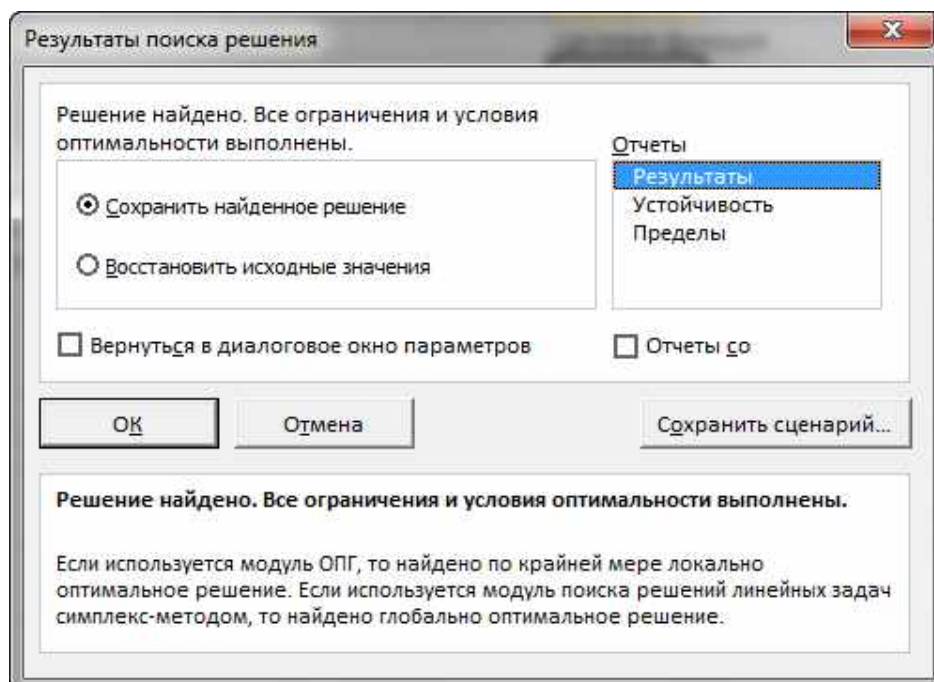 Результаты поиска решения
Решение найдено. Все ограничения и условия
оптимальности выполнены.
Отчеты
Результаты
Устойчивость
Пределы
Сохранить найденное решение
Восстановить исходные значения
Вернуться в диалоговое окно параметров
Отчеты со
ОК
Отмена
Сохранить сценарий...
Решение найдено. Все ограничения и условия оптимальности выполнены.
Если используется модуль ОПГ, то найдено по крайней мере локально
оптимальное решение. Если используется модуль поиска решений линейных задач
симплекс-методом, то найдено глобально оптимальное решение.